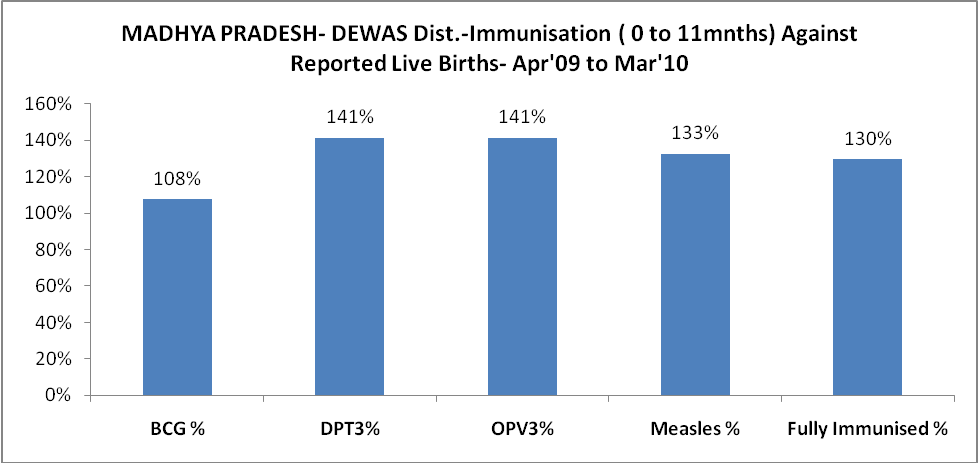 MADHYA PRADESH- DEWAS Dist.-Immunisation ( 0 to 11mnths) Against
Reported Live Births- Apr'09 to Mar'10
160%
140%
120%
100%
80%
60%
40%
20%
0%
108%
141%
141%
133%
130%
BCG %
DPT3%
OPV3%
Measles %
Fully Immunised %